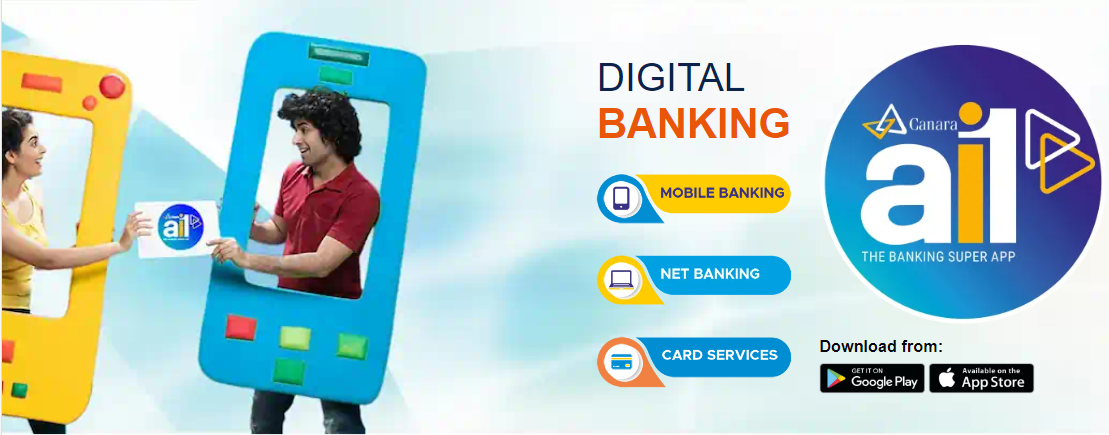 DIGITAL
BANKING
MOBILE BANKING
NET BANKING
CARD SERVICES
Canara
ai1
THE BANKING SUPER APP
Download from:
GET IT ON
Google Play
Available on the
App Store
ai1